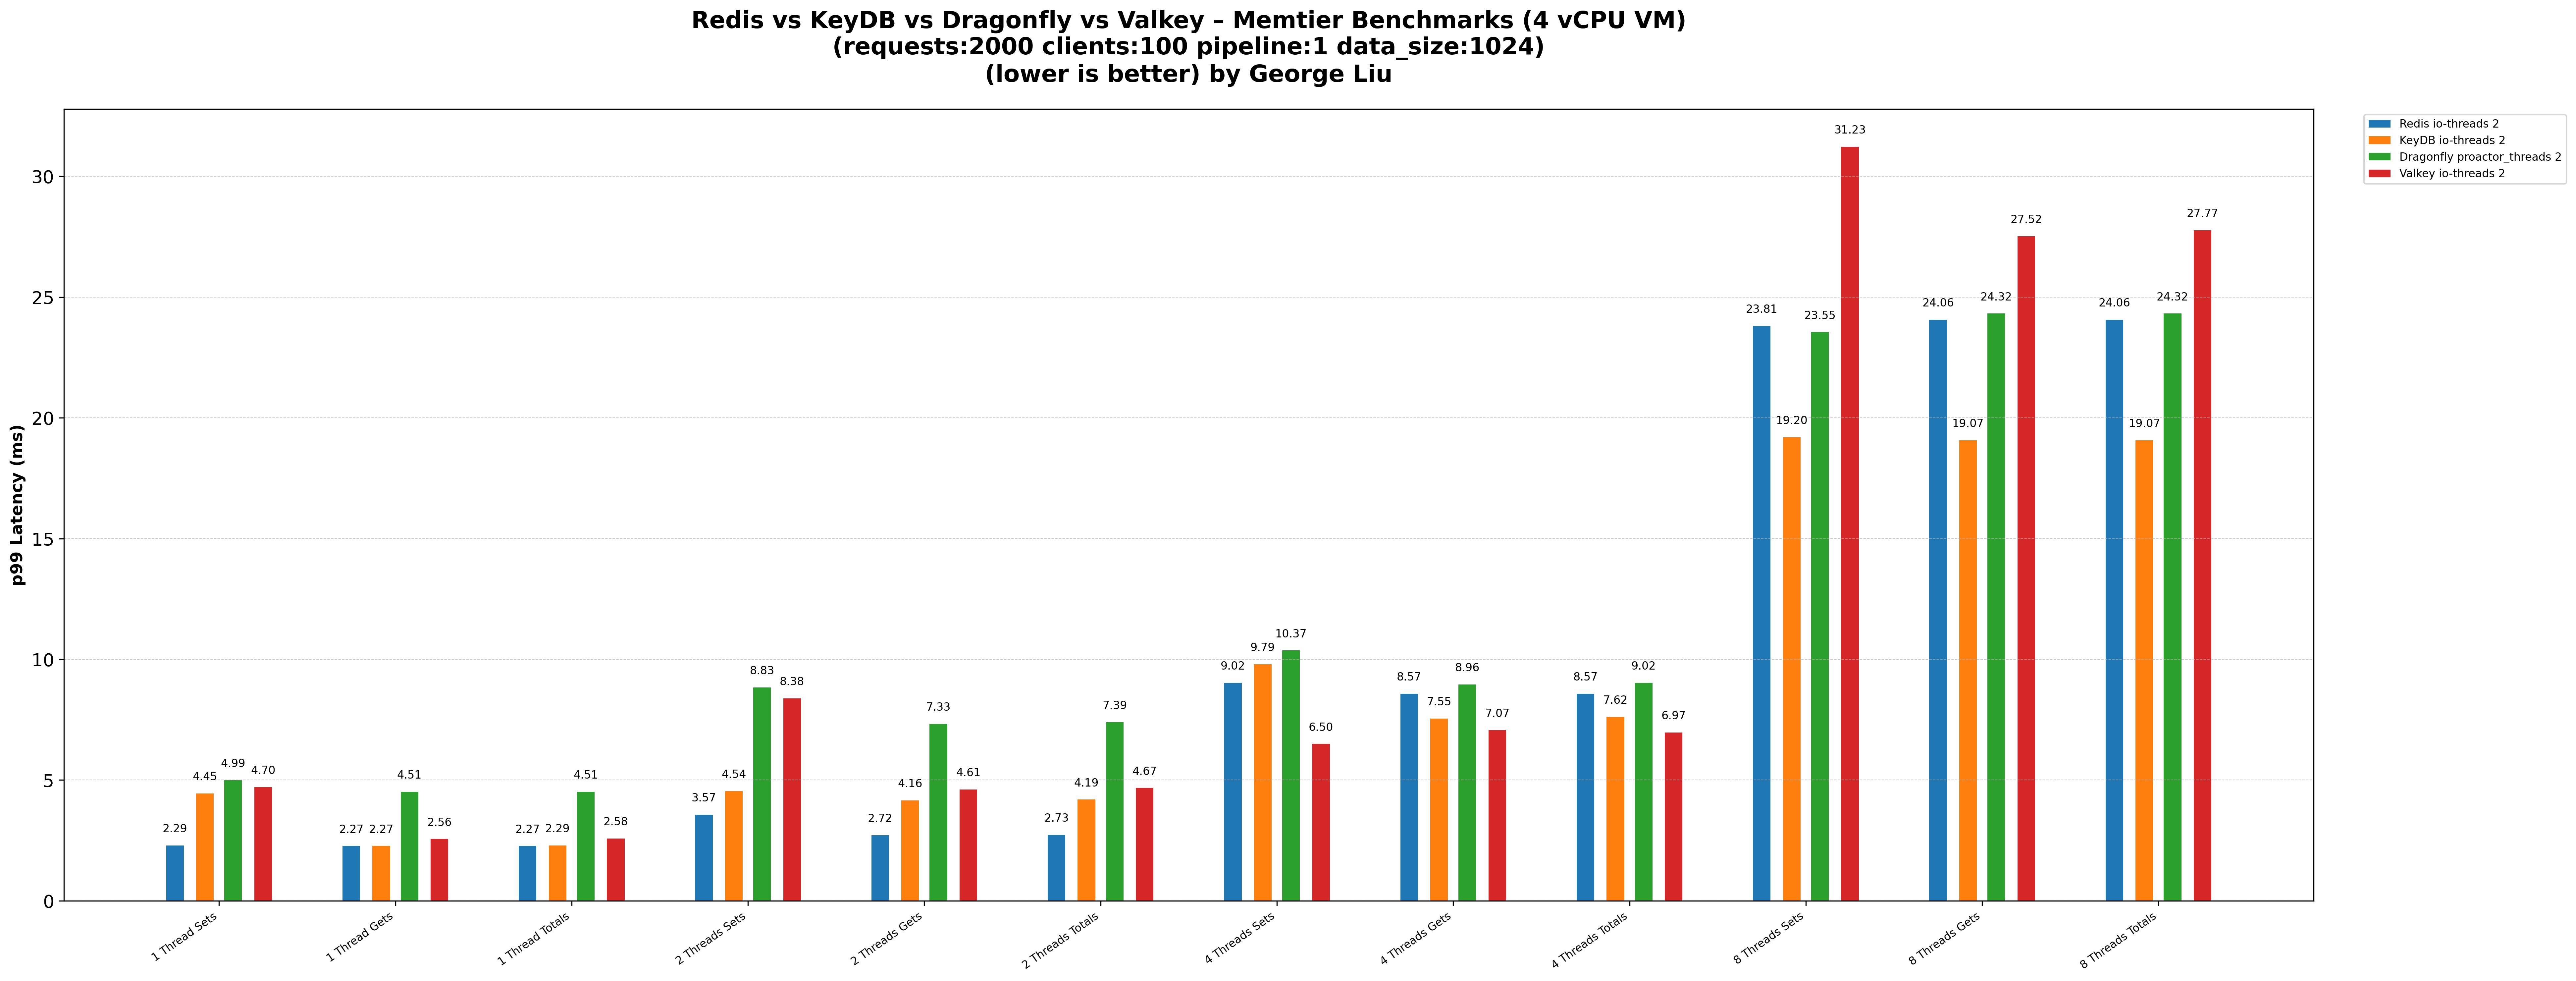 Redis vs KeyDB vs Dragonfly vs Valkey – Memtier Benchmarks (4 vCPU VM)
(requests:2000 clients:100 pipeline:1 data_size:1024)
(lower is better) by George Liu
Redis io-threads 2
KeyDB io-threads 2
Dragonfly proactor_threads 2
Valkey io-threads 2
p99 Latency (ms)
30
25
20
15
10
5
0
2.29 4.45 4.99 4.70
2.27 2.27 4.51 2.56
2.27 2.29 4.51 2.58
3.57 4.54 8.83 8.38
2.72 4.16 7.33 4.61
2.73 4.19 7.39 4.67
9.02 9.79 10.37 6.50
8.57 7.55 8.96 7.07
8.57 7.62 9.02 6.97
23.81 19.20 23.55 31.23
24.06 19.07 24.32 27.52
24.06 19.07 24.32 27.77
1 Thread Sets
1 Thread Gets
1 Thread Totals
2 Threads Sets
2 Threads Gets
2 Threads Totals
4 Threads Sets
4 Threads Gets
4 Threads Totals
8 Threads Sets
8 Threads Gets
8 Threads Totals